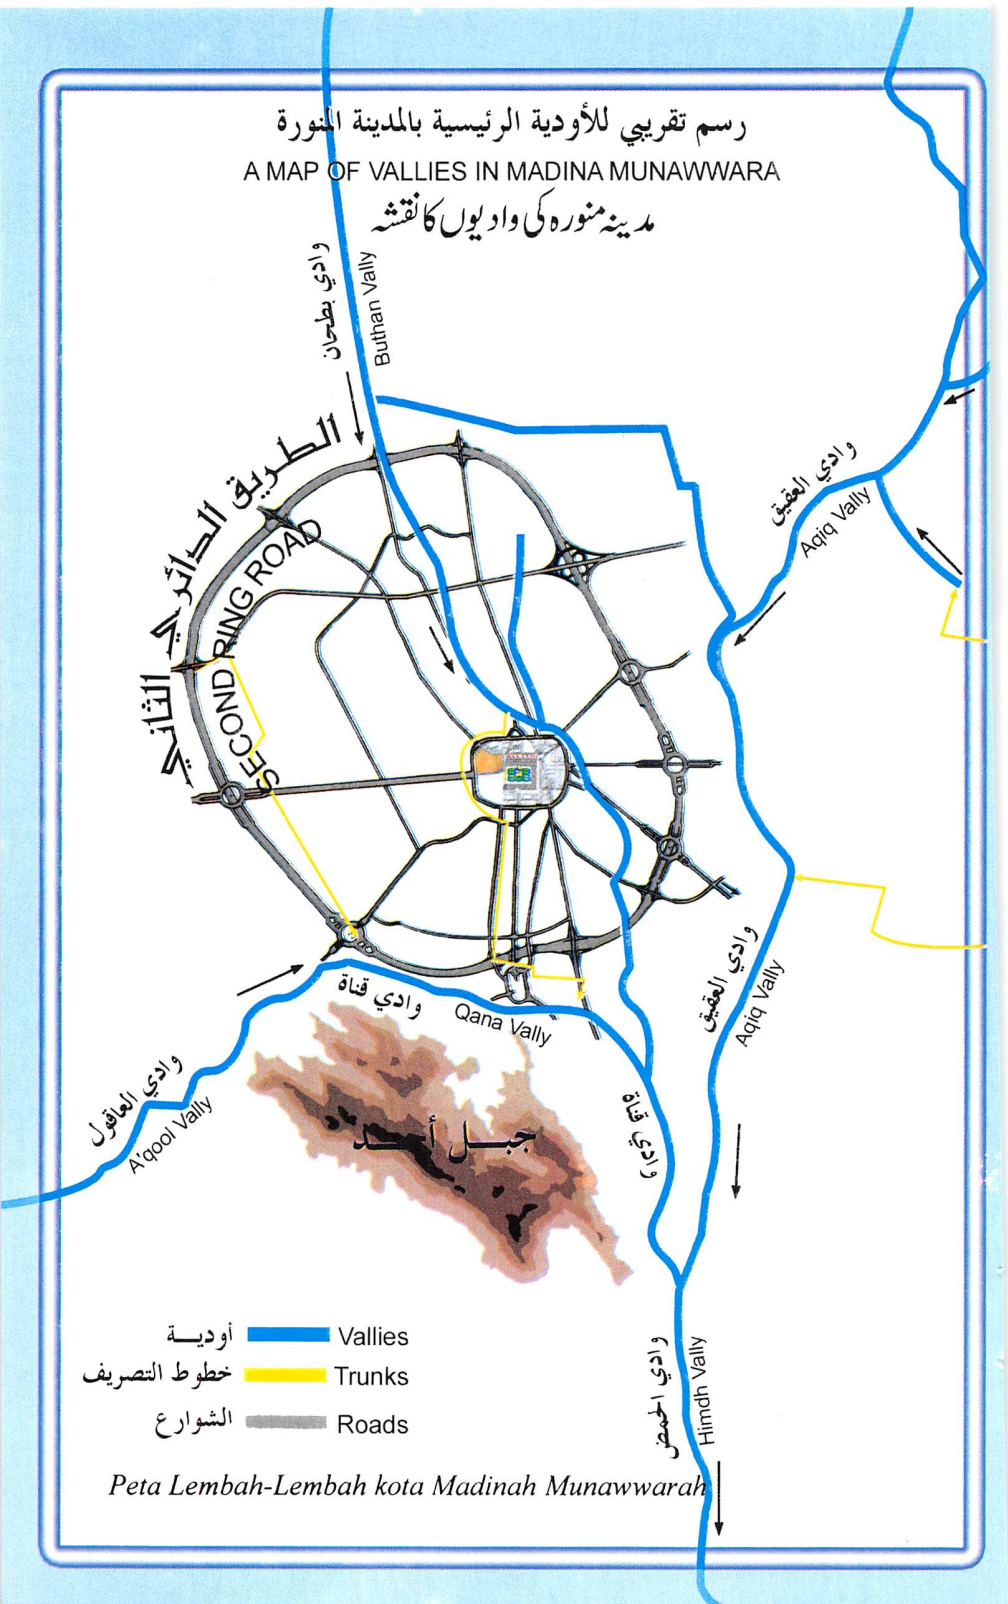 رسم تقريبي للأودية الرئيسية بالمدينة المنورة
A MAP OF VALLIES IN MADINA MUNAWWARA
مدینہ منورہ کی وادیوں کا نقشہ
وادي بطحان
Buthan Vally
الطريق الدائري الثاني
SECOND RING ROAD
وادي العقيق
Aqiq Vally
وادي العقيق
Aqiq Vally
وادي قناة
Qana Vally
وادي العاقول
A'qool Vally
وادي قناة
جبل أحد
وادي الحمض
Himdh Vally
أودية Vallies
خطوط التصريف Trunks
الشوارع Roads
Peta Lembah-Lembah kota Madinah Munawwarah